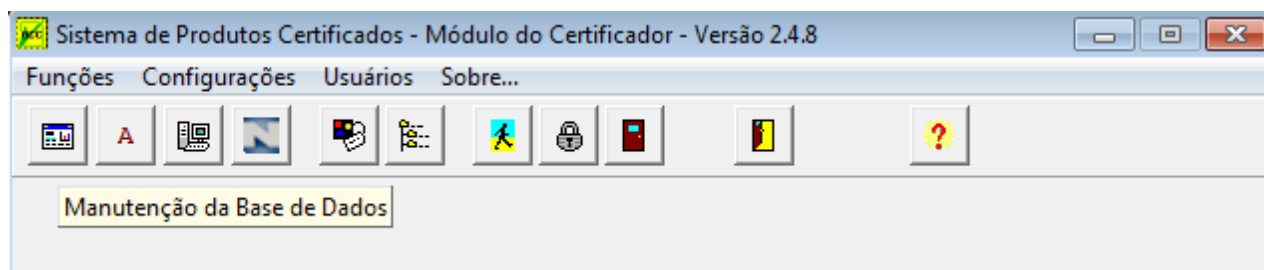 Sistema de Produtos Certificados - Módulo do Certificador - Versão 2.4.8
Funções Configurações Usuários Sobre...
A ?
Manutenção da Base de Dados